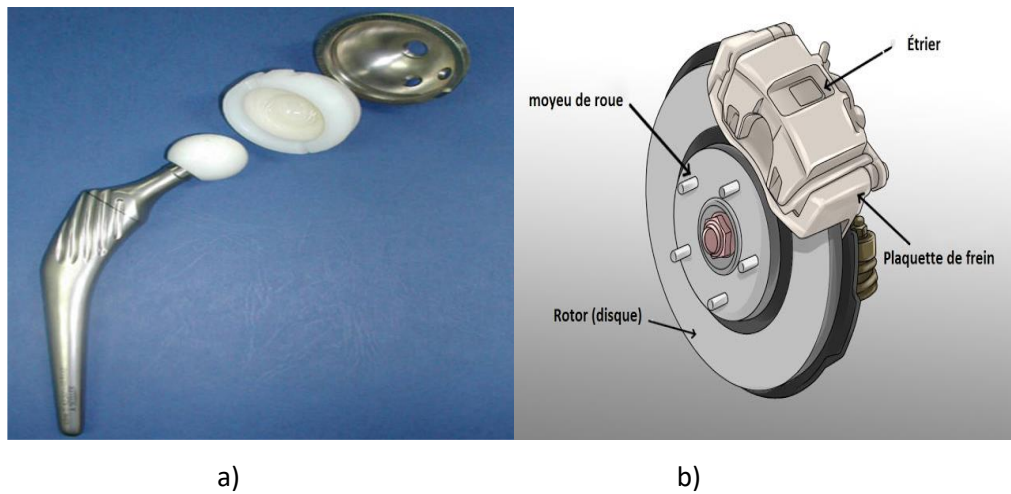 Étrier
moyeu de roue
Plaquette de frein
Rotor (disque)
a)
b)